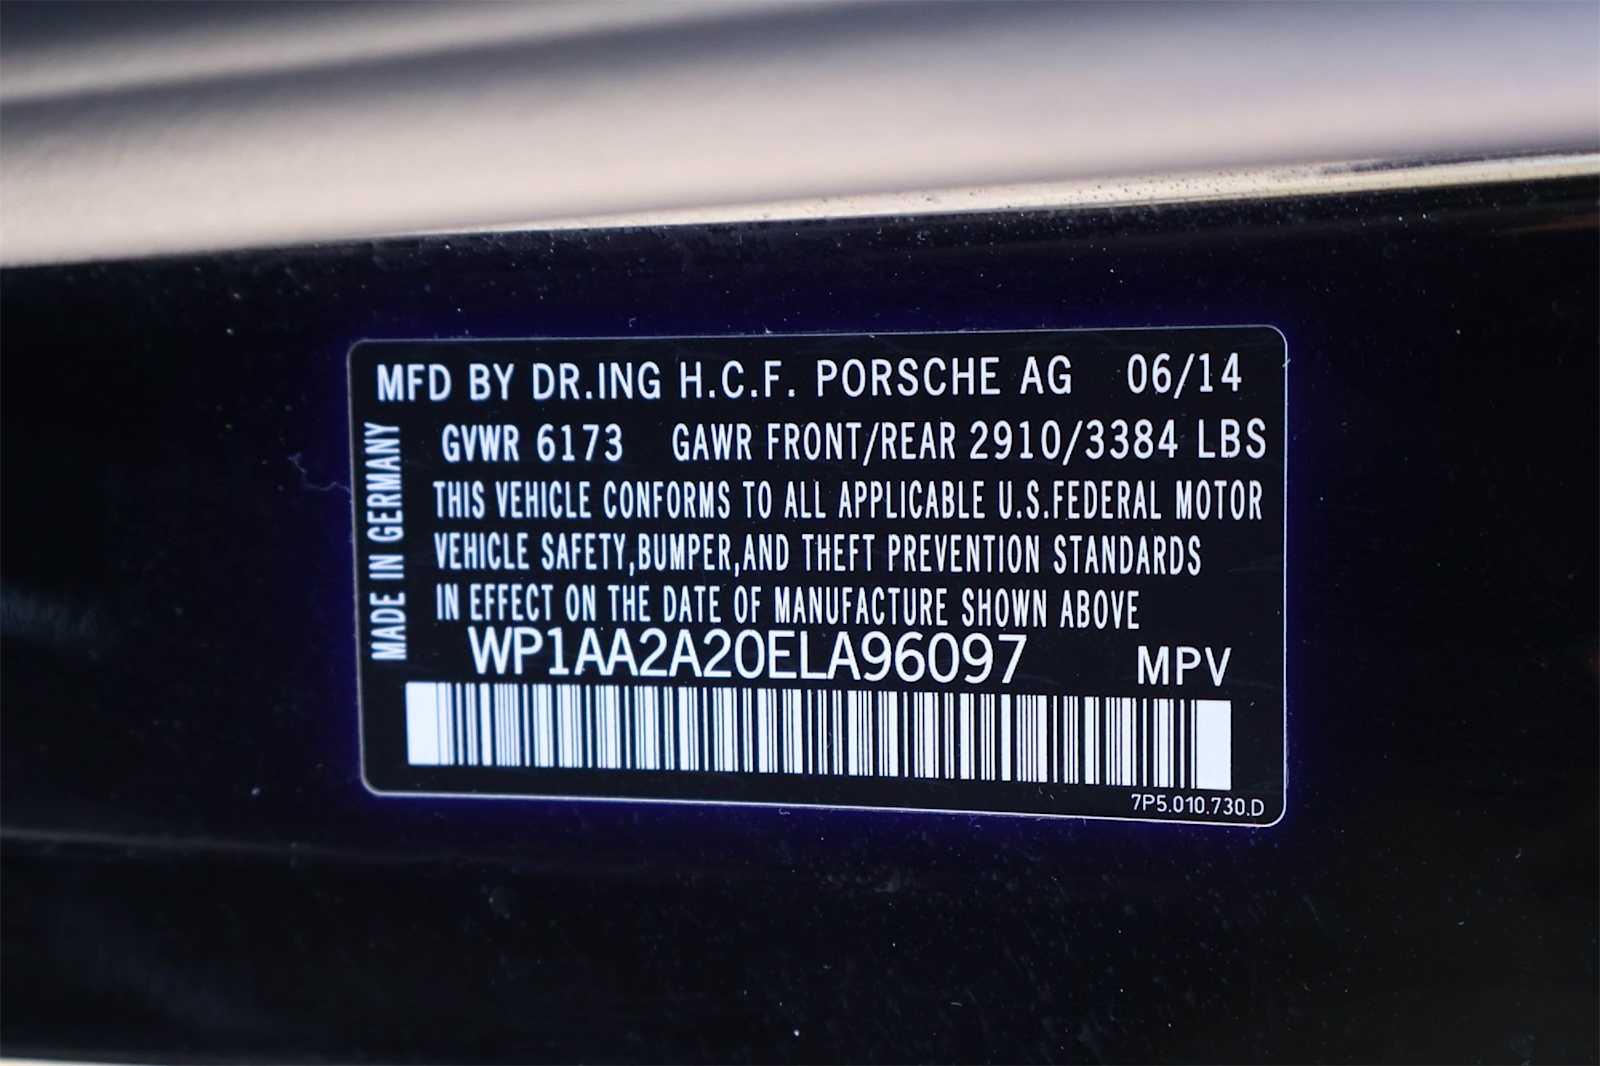 MFD BY DR.ING H.C.F. PORSCHE AG 06/14
GVWR 6173 GAWR FRONT/REAR 2910/3384 LBS
THIS VEHICLE CONFORMS TO ALL APPLICABLE U.S.FEDERAL MOTOR
VEHICLE SAFETY,BUMPER,AND THEFT PREVENTION STANDARDS
IN EFFECT ON THE DATE OF MANUFACTURE SHOWN ABOVE
WP1AA2A20ELA96097 MPV
7P5.010.730.D
MADE IN GERMANY